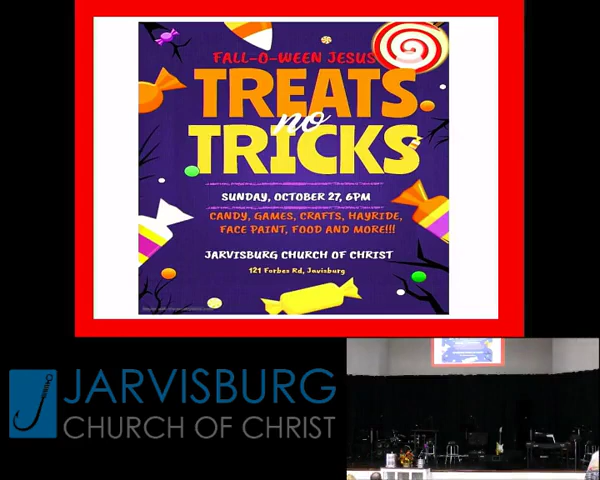 FALL-O-WEEN JESUS
TREATS
no
TRICKS
SUNDAY, OCTOBER 27, 6PM
CANDY, GAMES, CRAFTS, HAYRIDE,
FACE PAINT, FOOD AND MORE!!!
JARVISBURG CHURCH OF CHRIST
121 Forbes Rd, Javisburg
JARVISBURG
CHURCH OF CHRIST